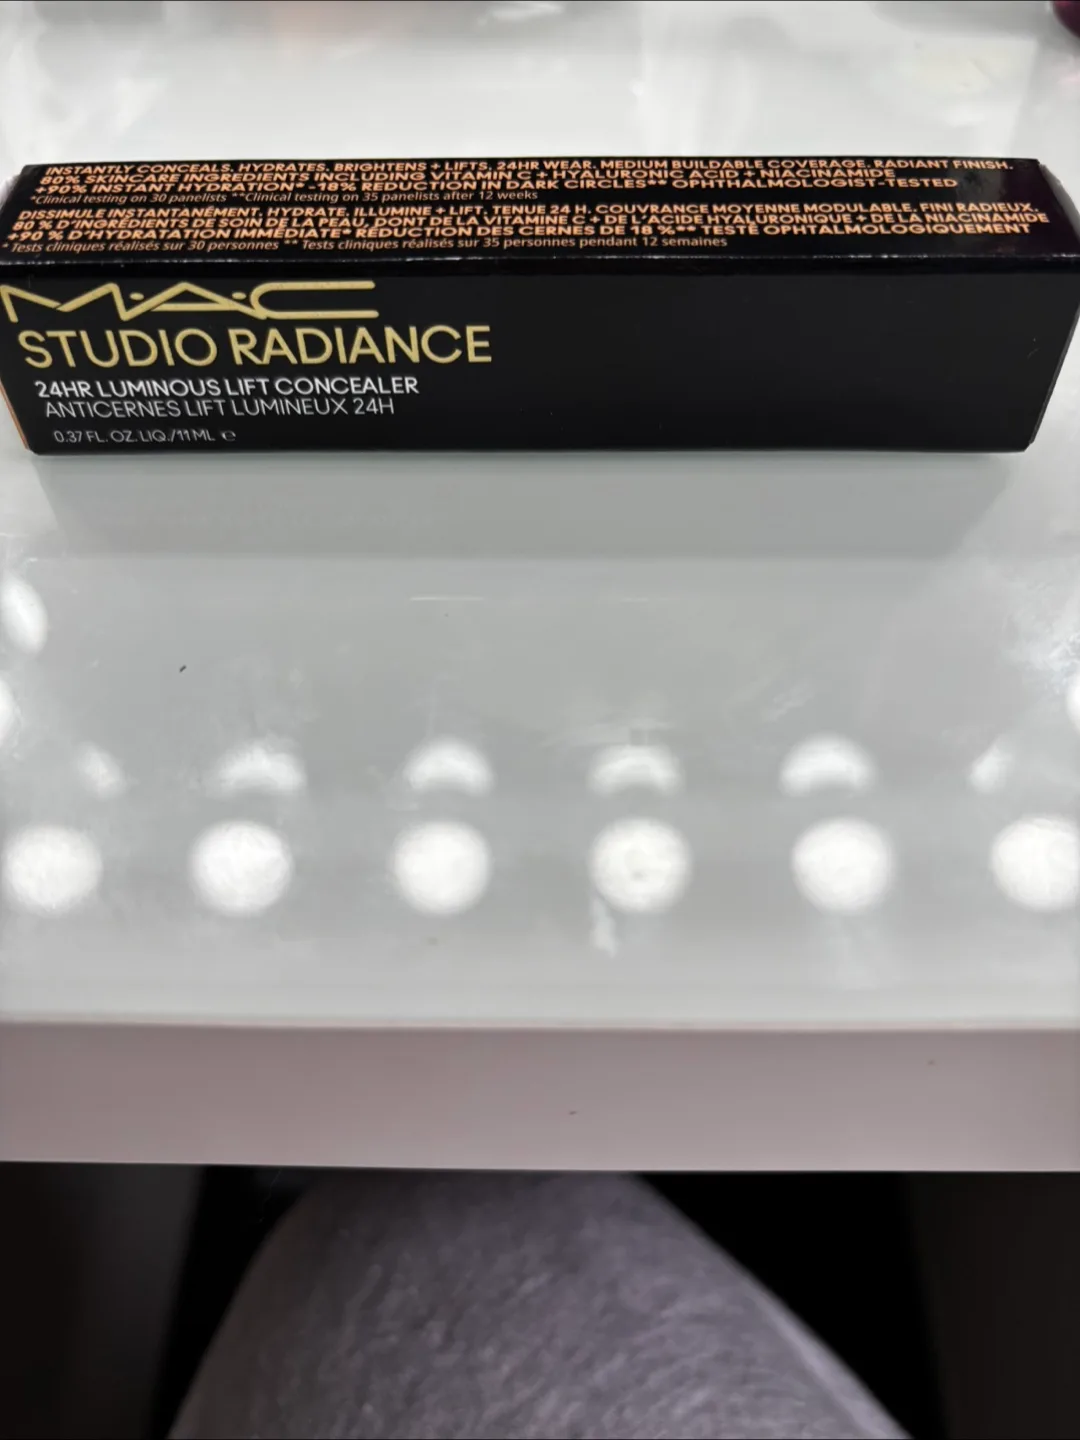 INSTANTLY CONCEALS, HYDRATES, BRIGHTENS + LIFTS. 24HR WEAR. MEDIUM BUILDABLE COVERAGE. RADIANT FINISH.
80% SKINCARE INGREDIENTS INCLUDING VITAMIN C + HYALURONIC ACID + NIACINAMIDE
+90% INSTANT HYDRATION* -18% REDUCTION IN DARK CIRCLES** OPHTHALMOLOGIST-TESTED
*Clinical testing on 30 panelists **Clinical testing on 35 panelists after 12 weeks
DISSIMULE INSTANTANÉMENT, HYDRATE, ILLUMINE + LIFT. TENUE 24 H. COUVRANCE MOYENNE MODULABLE. FINI RADIEUX.
80 % D'INGRÉDIENTS DE SOIN DE LA PEAU DONT DE LA VITAMINE C + DE L'ACIDE HYALURONIQUE + DE LA NIACINAMIDE
+90 % D'HYDRATATION IMMÉDIATE* RÉDUCTION DES CERNES DE 18 %** TESTÉ OPHTALMOLOGIQUEMENT
*Tests cliniques réalisés sur 30 personnes ** Tests cliniques réalisés sur 35 personnes pendant 12 semaines
M·A·C
STUDIO RADIANCE
24HR LUMINOUS LIFT CONCEALER
ANTICERNES LIFT LUMINEUX 24H
0.37 FL. OZ. LIQ./11 ML ℮